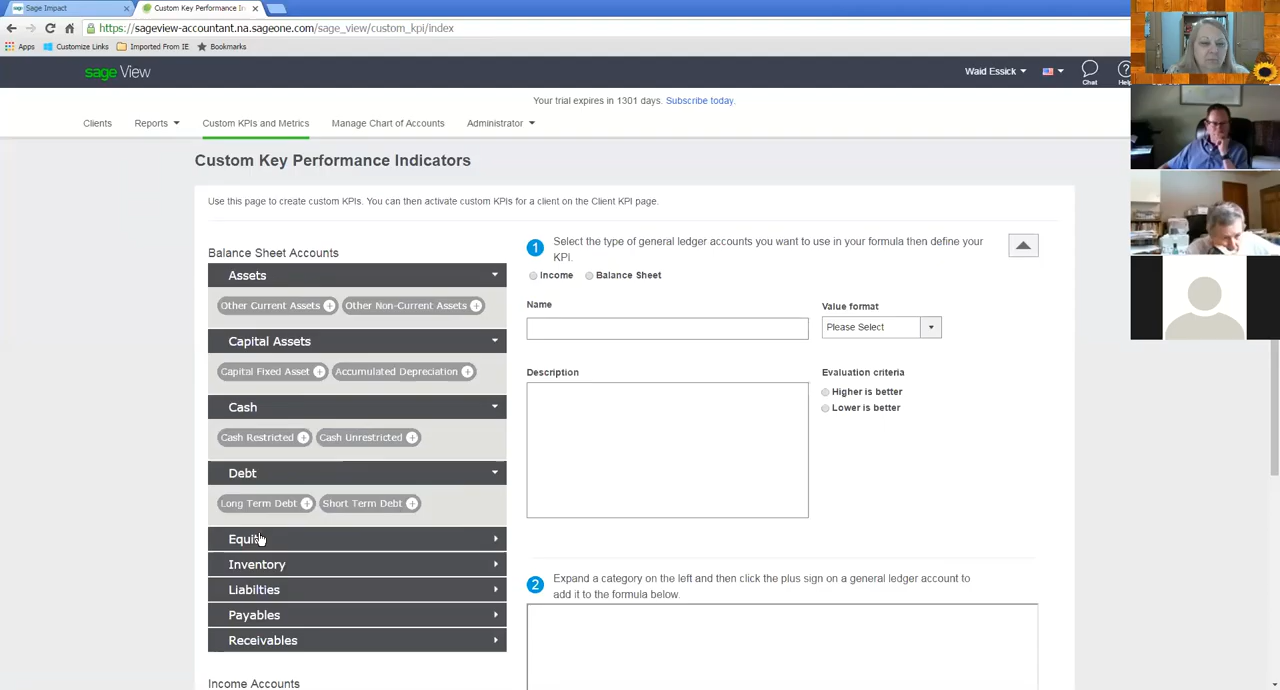 Sage Impact
Custom Key Performance In
https://sageview-accountant.na.sageone.com/sage_view/custom_kpi/index
Apps Customize Links Imported From IE Bookmarks
sage View
Waid Essick
Chat
Your trial expires in 1301 days. Subscribe today.
Clients Reports Custom KPIs and Metrics Manage Chart of Accounts Administrator
Custom Key Performance Indicators
Use this page to create custom KPIs. You can then activate custom KPIs for a client on the Client KPI page.
Balance Sheet Accounts
Assets
Other Current Assets Other Non-Current Assets
Capital Assets
Capital Fixed Asset Accumulated Depreciation
Cash
Cash Restricted Cash Unrestricted
Debt
Long Term Debt Short Term Debt
Equity
Inventory
Liabilties
Payables
Receivables
Income Accounts
1
Select the type of general ledger accounts you want to use in your formula then define your
KPI.
Income Balance Sheet
Name
Value format
Please Select
Description
Evaluation criteria
Higher is better
Lower is better
2
Expand a category on the left and then click the plus sign on a general ledger account to
add it to the formula below.